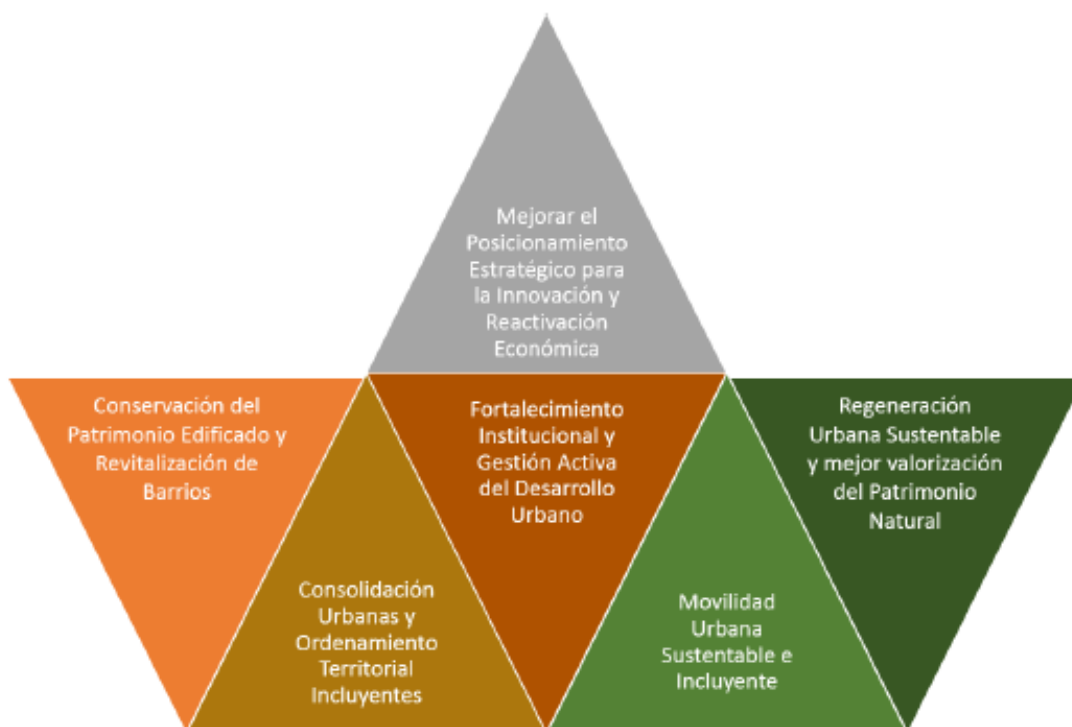 Mejorar el
Posicionamiento
Estratégico para
la Innovación y
Reactivación
Económica
Conservación del
Patrimonio Edificado y
Revitalización de
Barrios
Fortalecimiento
Institucional y
Gestión Activa
del Desarrollo
Urbano
Regeneración
Urbana Sustentable
y mejor valorización
del Patrimonio
Natural
Consolidación
Urbanas y
Ordenamiento
Territorial
Incluyentes
Movilidad
Urbana
Sustentable e
Incluyente